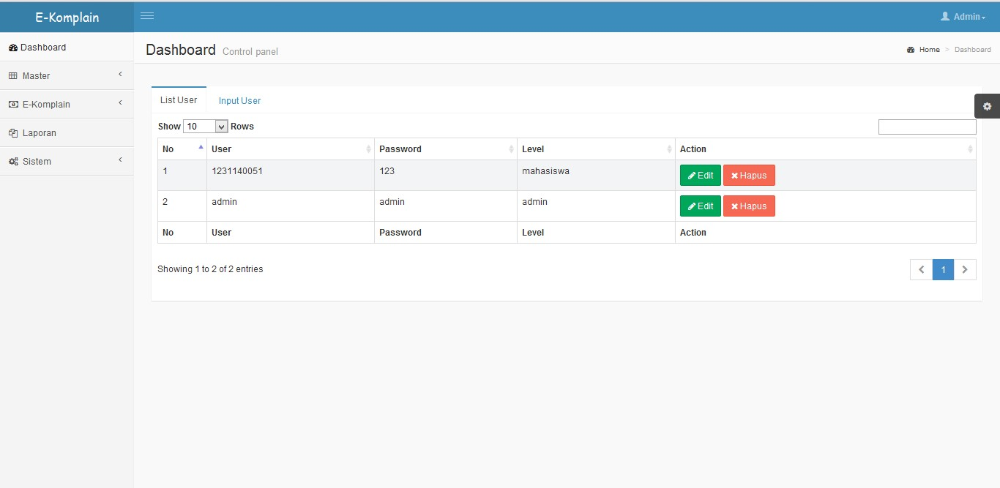 E-Komplain
Admin
Dashboard
Master
E-Komplain
Laporan
Sistem
Dashboard Control panel
Home > Dashboard
List User Input User
Show 10 Rows
No User Password Level Action
1 1231140051 123 mahasiswa Edit Hapus
2 admin admin admin Edit Hapus
No User Password Level Action
Showing 1 to 2 of 2 entries
1